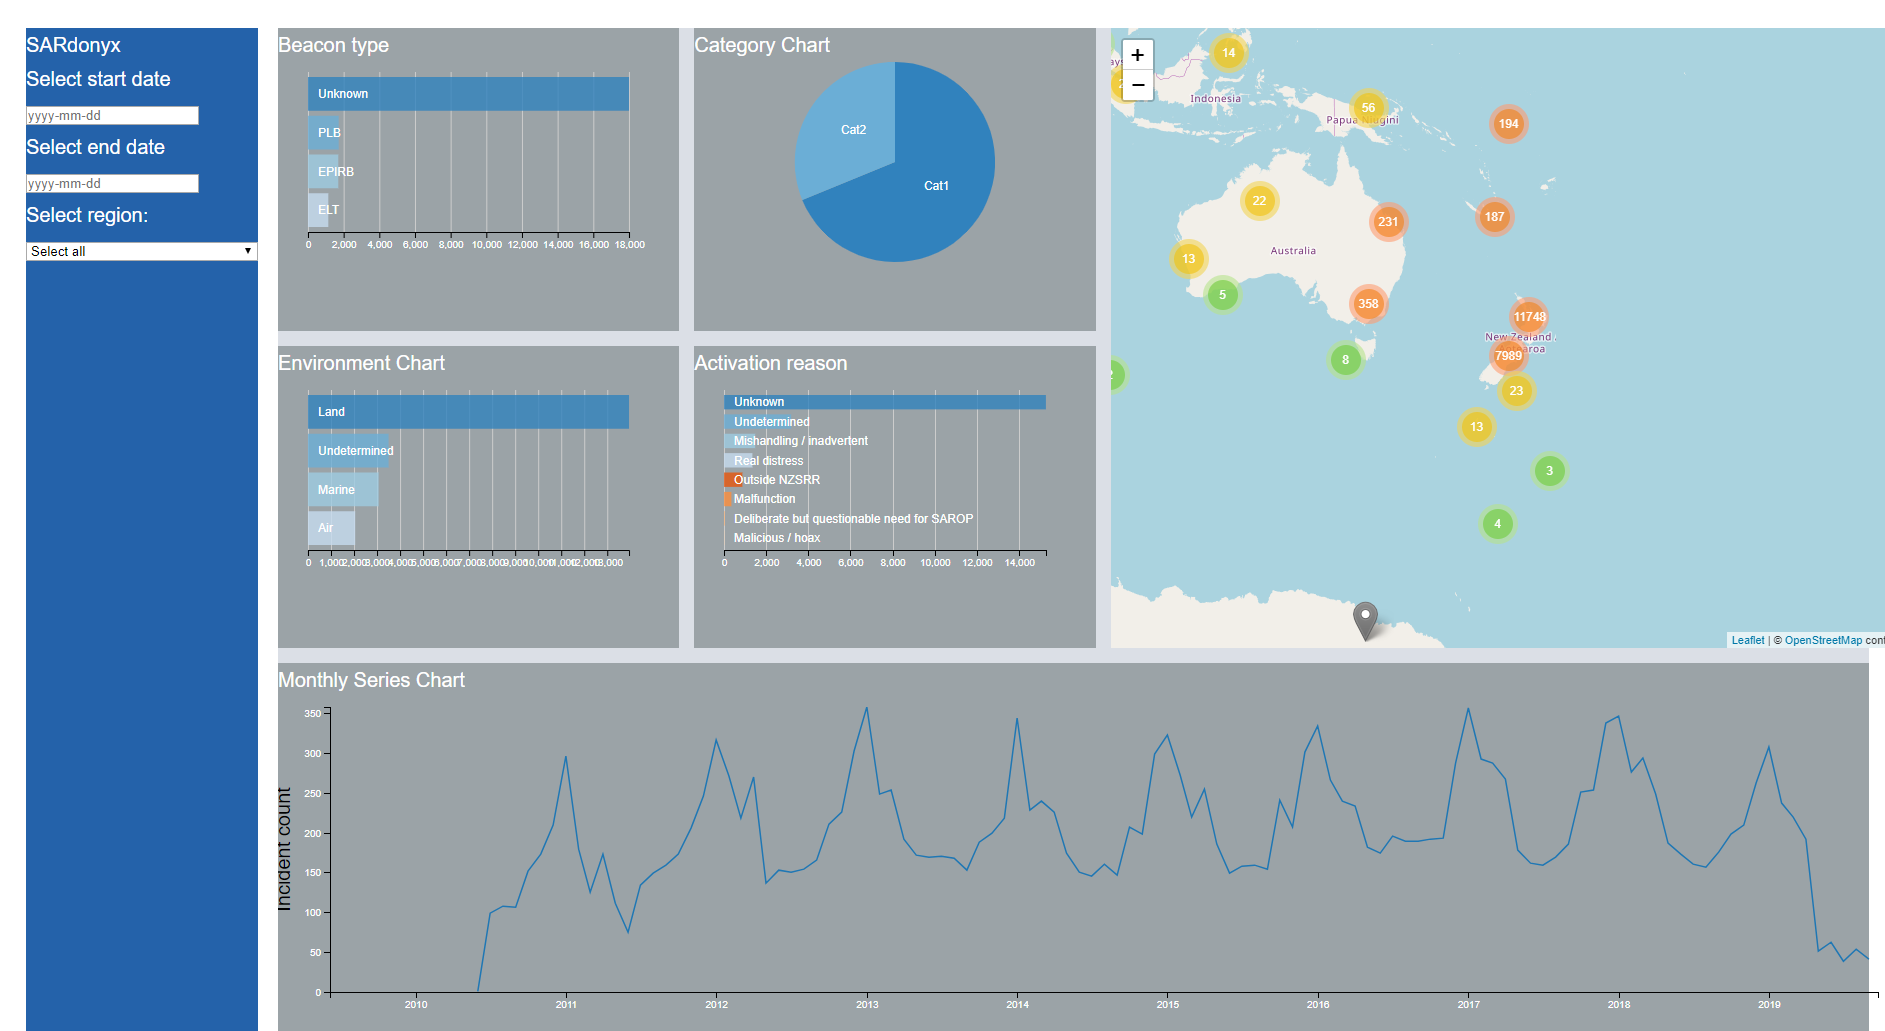 SARdonyx
Select start date
yyyy-mm-dd
Select end date
yyyy-mm-dd
Select region:
Select all
Beacon type
Unknown
PLB
EPIRB
ELT
0 2,000 4,000 6,000 8,000 10,000 12,000 14,000 16,000 18,000
Category Chart
Cat2
Cat1
Environment Chart
Land
Undetermined
Marine
Air
0 1,000 2,000 3,000 4,000 5,000 6,000 7,000 8,000 9,000 10,000 11,000 12,000 13,000
Activation reason
Unknown
Undetermined
Mishandling / inadvertent
Real distress
Outside NZSRR
Malfunction
Deliberate but questionable need for SAROP
Malicious / hoax
0 2,000 4,000 6,000 8,000 10,000 12,000 14,000
+
−
14
Indonesia
56
Papua Niugini
194
22
231
187
Australia
13
5
358
11748
New Zealand
7989
8
23
13
3
4
Leaflet | © OpenStreetMap
Monthly Series Chart
Incident count
350
300
250
200
150
100
50
0
2010 2011 2012 2013 2014 2015 2016 2017 2018 2019